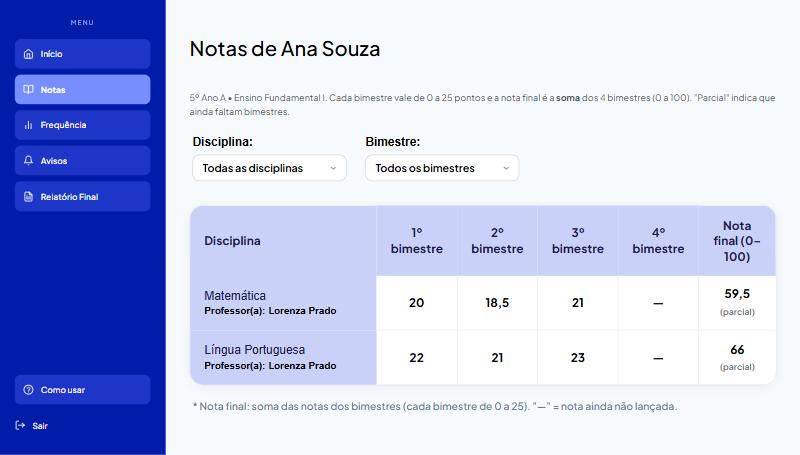 MENU
Início
Notas
Frequência
Avisos
Relatório Final
Como usar
Sair
Notas de Ana Souza
5º Ano A • Ensino Fundamental I. Cada bimestre vale de 0 a 25 pontos e a nota final é a soma dos 4 bimestres (0 a 100). "Parcial" indica que
ainda faltam bimestres.
Disciplina: Bimestre:
Todas as disciplinas Todos os bimestres
Disciplina 1º bimestre 2º bimestre 3º bimestre 4º bimestre Nota final (0–100)
Matemática 20 18,5 21 — 59,5 (parcial)
Professor(a): Lorenza Prado
Língua Portuguesa 22 21 23 — 66 (parcial)
Professor(a): Lorenza Prado
* Nota final: soma das notas dos bimestres (cada bimestre de 0 a 25). "—" = nota ainda não lançada.